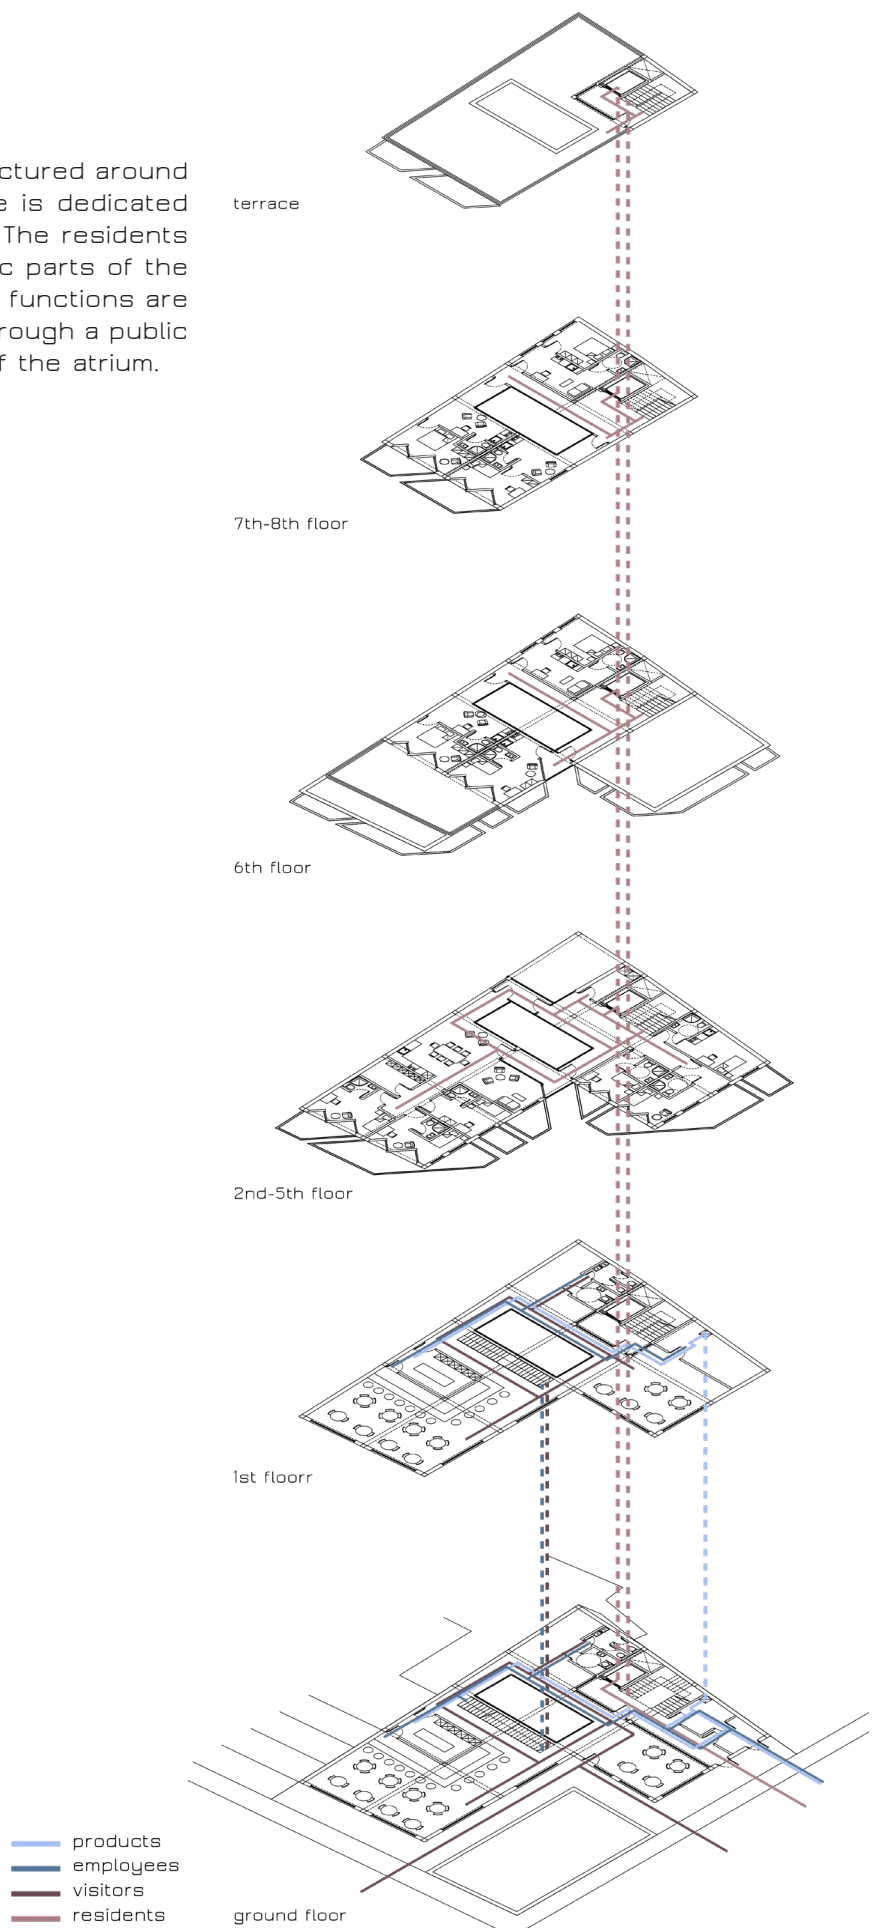 ctured around
e is dedicated
The residents
c parts of the
functions are
rough a public
f the atrium.
terrace
7th-8th floor
6th floor
2nd-5th floor
1st floorr
products
employees
visitors
residents
ground floor